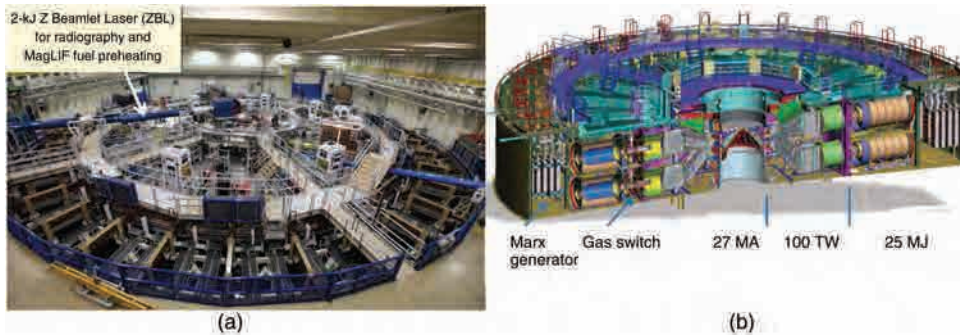 2-kJ Z Beamlet Laser (ZBL)
for radiography and
MagLIF fuel preheating
Marx
generator
Gas switch
27 MA
100 TW
25 MJ
(a)
(b)